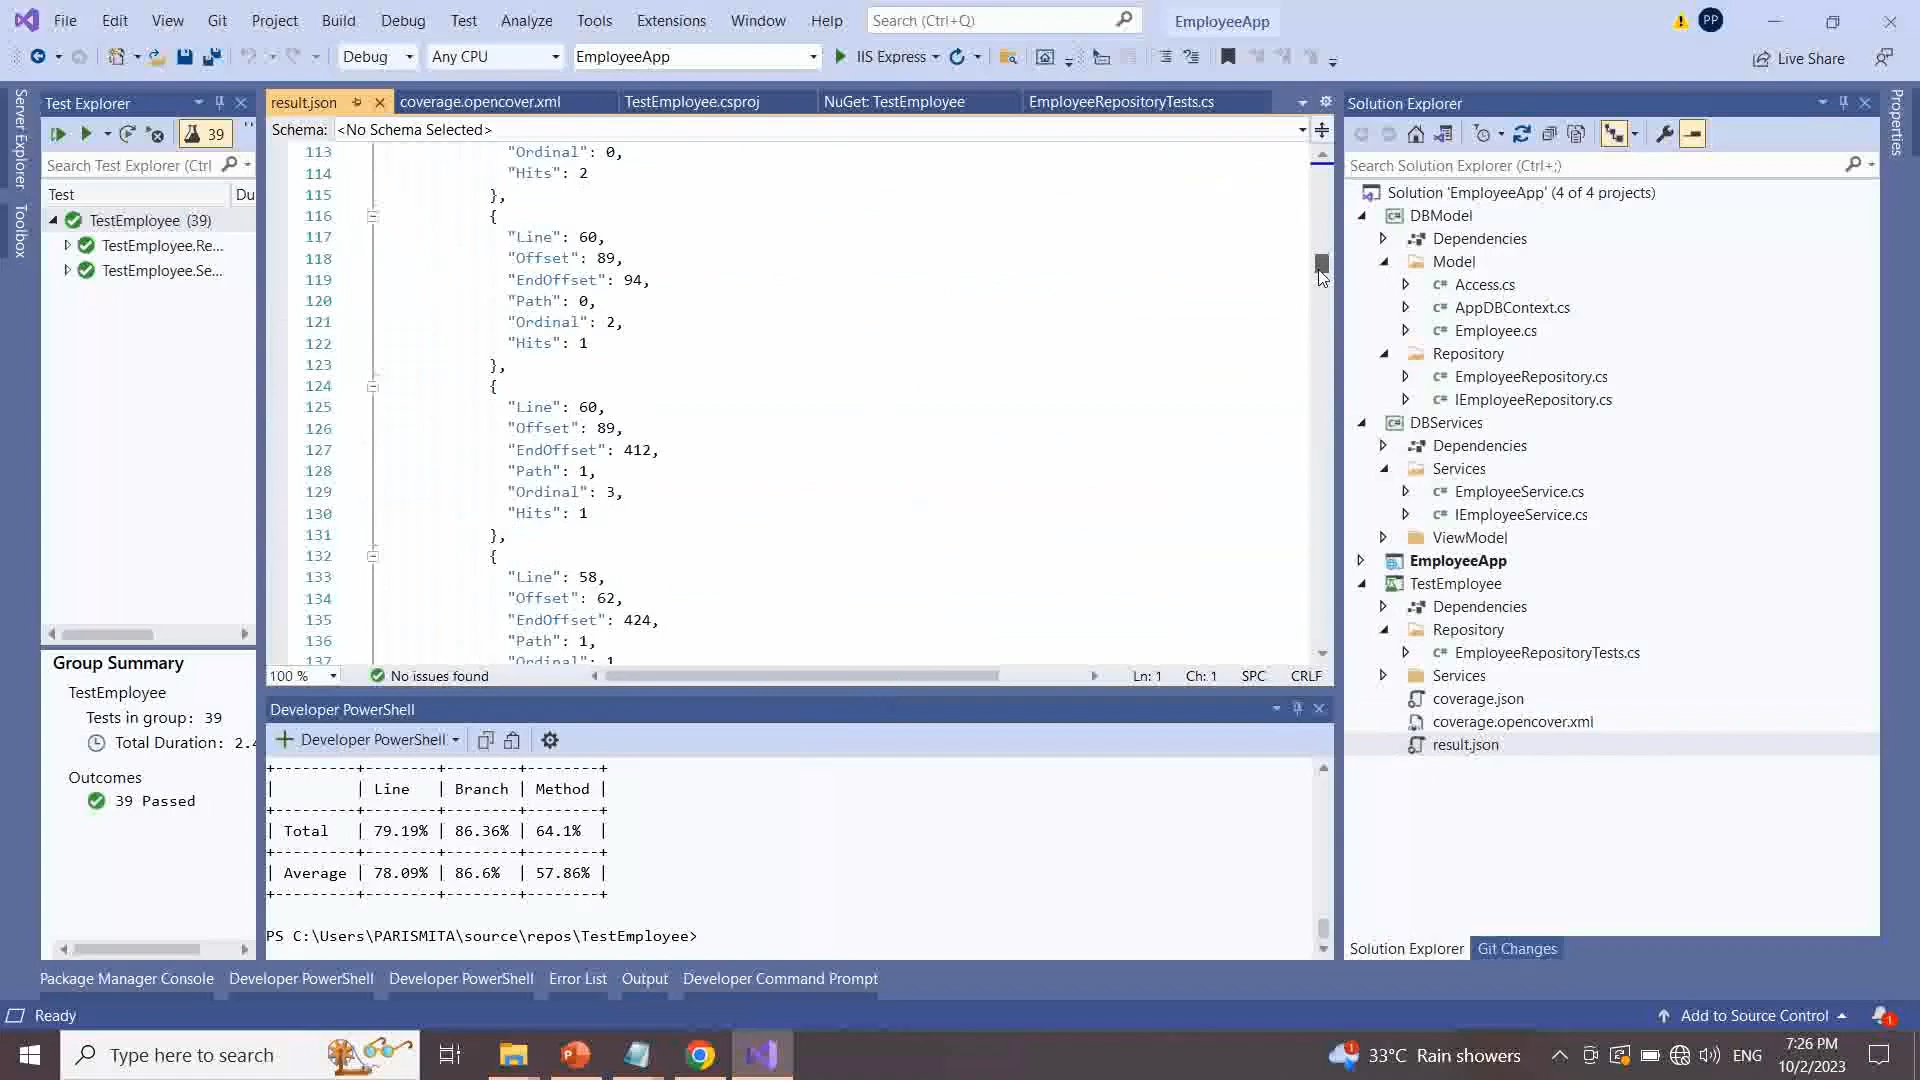 File Edit View Git Project Build Debug Test Analyze Tools Extensions Window Help Search (Ctrl+Q) EmployeeApp PP
Debug Any CPU EmployeeApp IIS Express Live Share
Server Explorer
Toolbox
Test Explorer
39
Search Test Explorer (Ctrl
Test Du
TestEmployee (39)
TestEmployee.Re...
TestEmployee.Se...
Group Summary
TestEmployee
Tests in group: 39
Total Duration: 2.4
Outcomes
39 Passed
result.json coverage.opencover.xml TestEmployee.csproj NuGet: TestEmployee EmployeeRepositoryTests.cs
Schema: <No Schema Selected>
113 "Ordinal": 0,
114 "Hits": 2
115 },
116 {
117 "Line": 60,
118 "Offset": 89,
119 "EndOffset": 94,
120 "Path": 0,
121 "Ordinal": 2,
122 "Hits": 1
123 },
124 {
125 "Line": 60,
126 "Offset": 89,
127 "EndOffset": 412,
128 "Path": 1,
129 "Ordinal": 3,
130 "Hits": 1
131 },
132 {
133 "Line": 58,
134 "Offset": 62,
135 "EndOffset": 424,
136 "Path": 1,
137 "Ordinal": 1
100 % No issues found Ln: 1 Ch: 1 SPC CRLF
Developer PowerShell
Developer PowerShell
+---------+--------+--------+--------+
|         | Line   | Branch | Method |
+---------+--------+--------+--------+
| Total   | 79.19% | 86.36% | 64.1%  |
+---------+--------+--------+--------+
| Average | 78.09% | 86.6%  | 57.86% |
+---------+--------+--------+--------+
PS C:\Users\PARISMITA\source\repos\TestEmployee>
Solution Explorer
Search Solution Explorer (Ctrl+;)
Solution 'EmployeeApp' (4 of 4 projects)
DBModel
Dependencies
Model
C# Access.cs
C# AppDBContext.cs
C# Employee.cs
Repository
C# EmployeeRepository.cs
C# IEmployeeRepository.cs
DBServices
Dependencies
Services
C# EmployeeService.cs
C# IEmployeeService.cs
ViewModel
EmployeeApp
TestEmployee
Dependencies
Repository
C# EmployeeRepositoryTests.cs
Services
coverage.json
coverage.opencover.xml
result.json
Solution Explorer Git Changes
Properties
Package Manager Console Developer PowerShell Developer PowerShell Error List Output Developer Command Prompt
Ready Add to Source Control 1
Type here to search 1 33°C Rain showers ENG 7:26 PM
10/2/2023